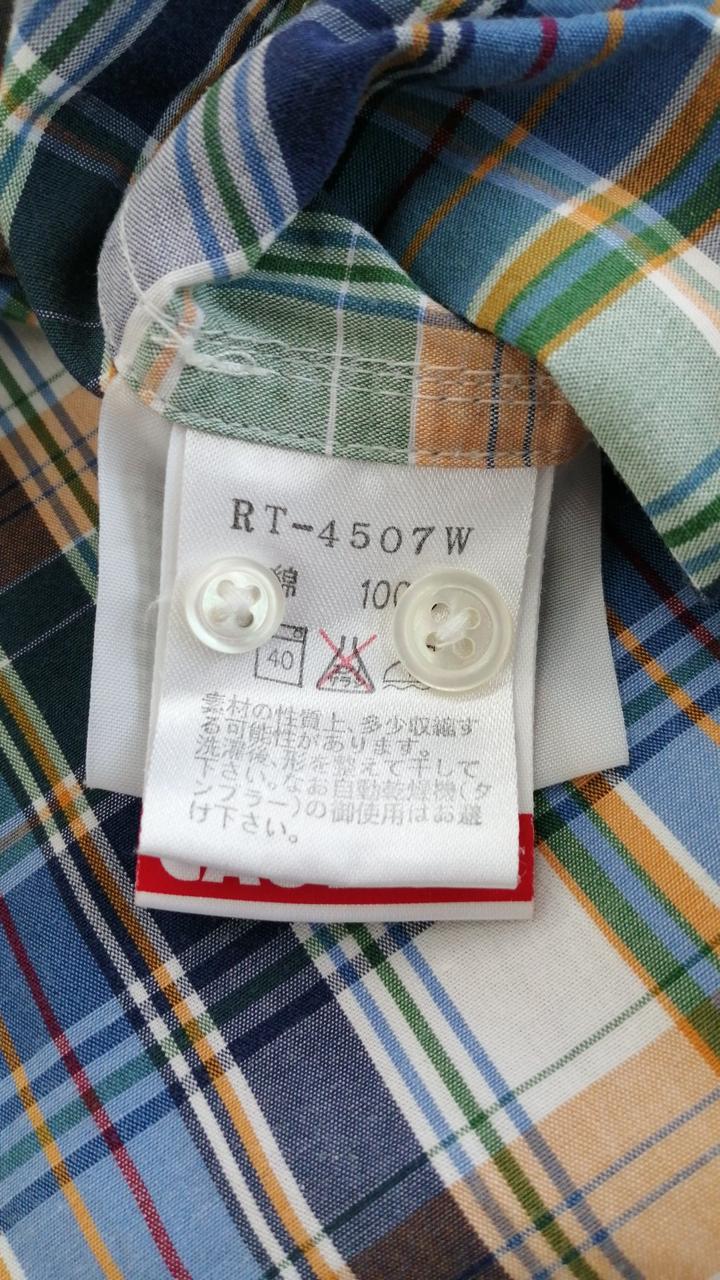 RT-4507W
綿 100
40
サラシ
素材の性質上、多少収縮す
る可能性があります。
洗濯後、形を整えて干して
下さい。なお自動乾燥機(タ
ンブラー)の御使用はお避
け下さい。